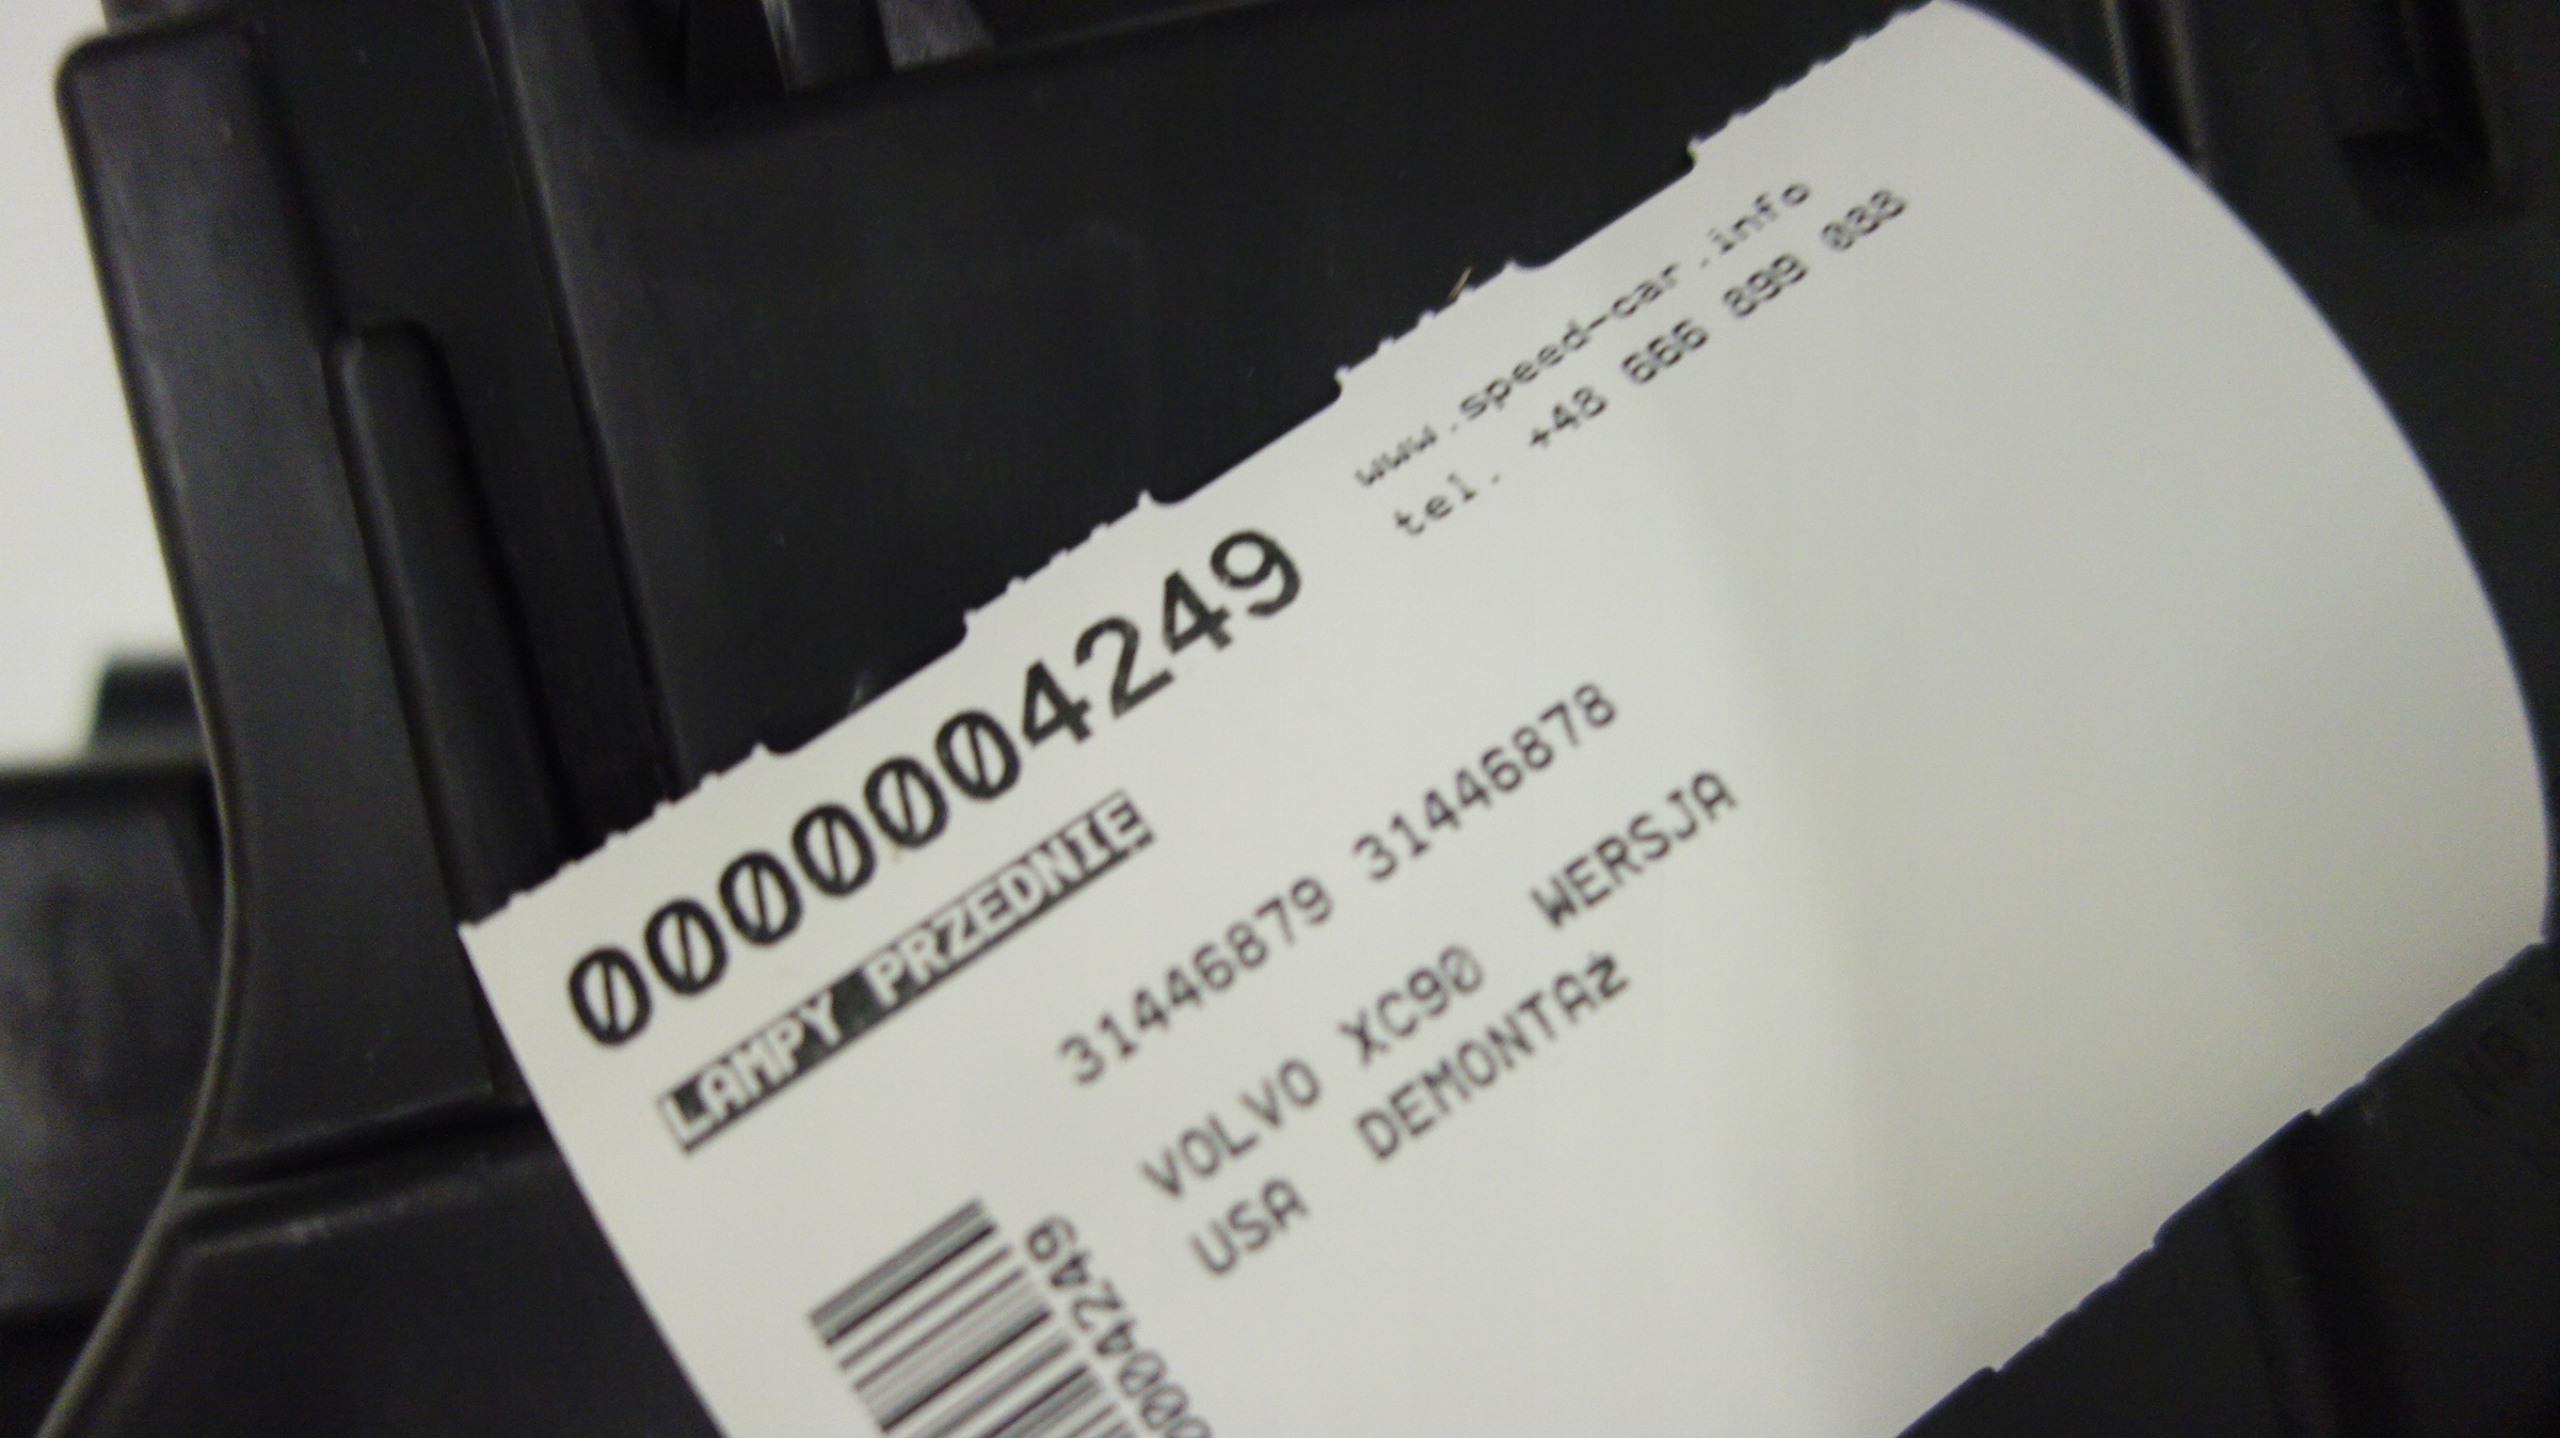 www.speed-car.info
tel. +48 666 899 088
0000004249
LAMPY PRZEDNIE
31446879 31446878
VOLVO XC90 WERSJA
USA DEMONTAż
0004249